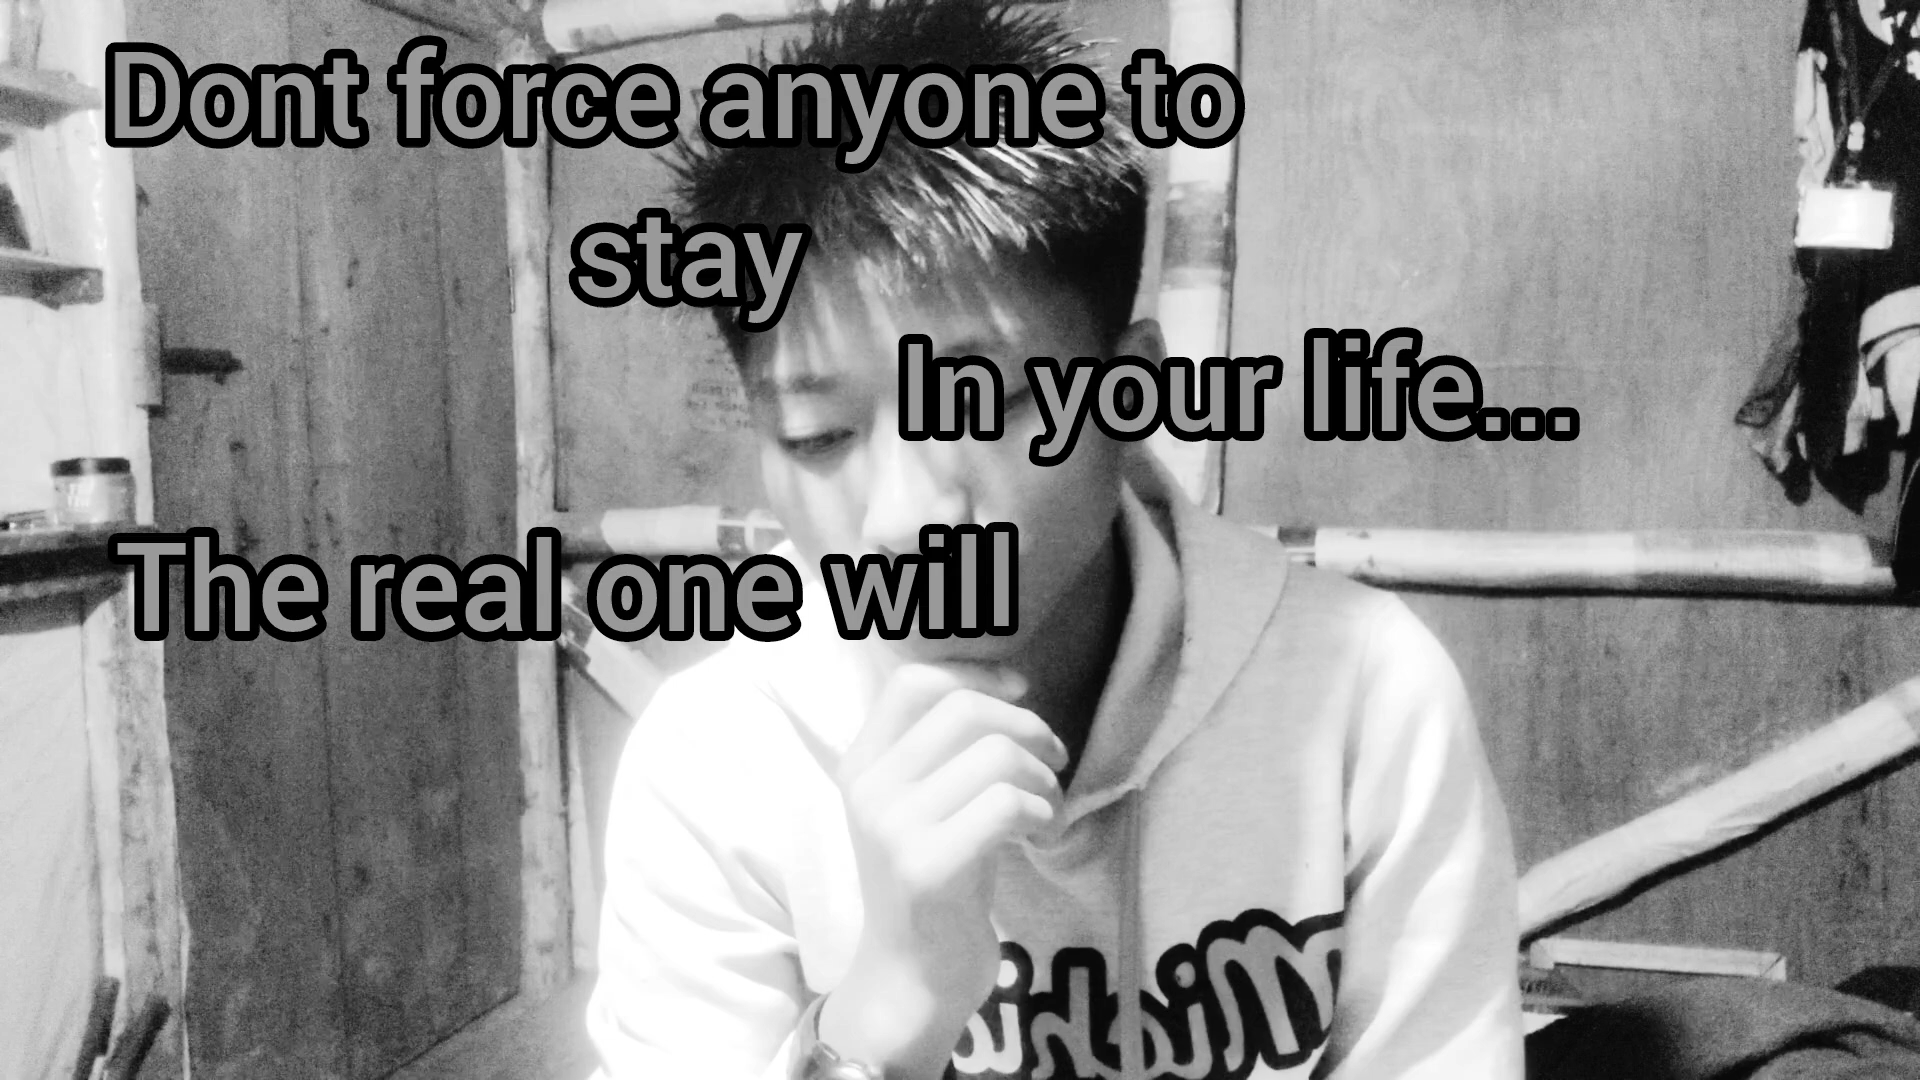 Dont force anyone to
stay
In your life...
The real one will